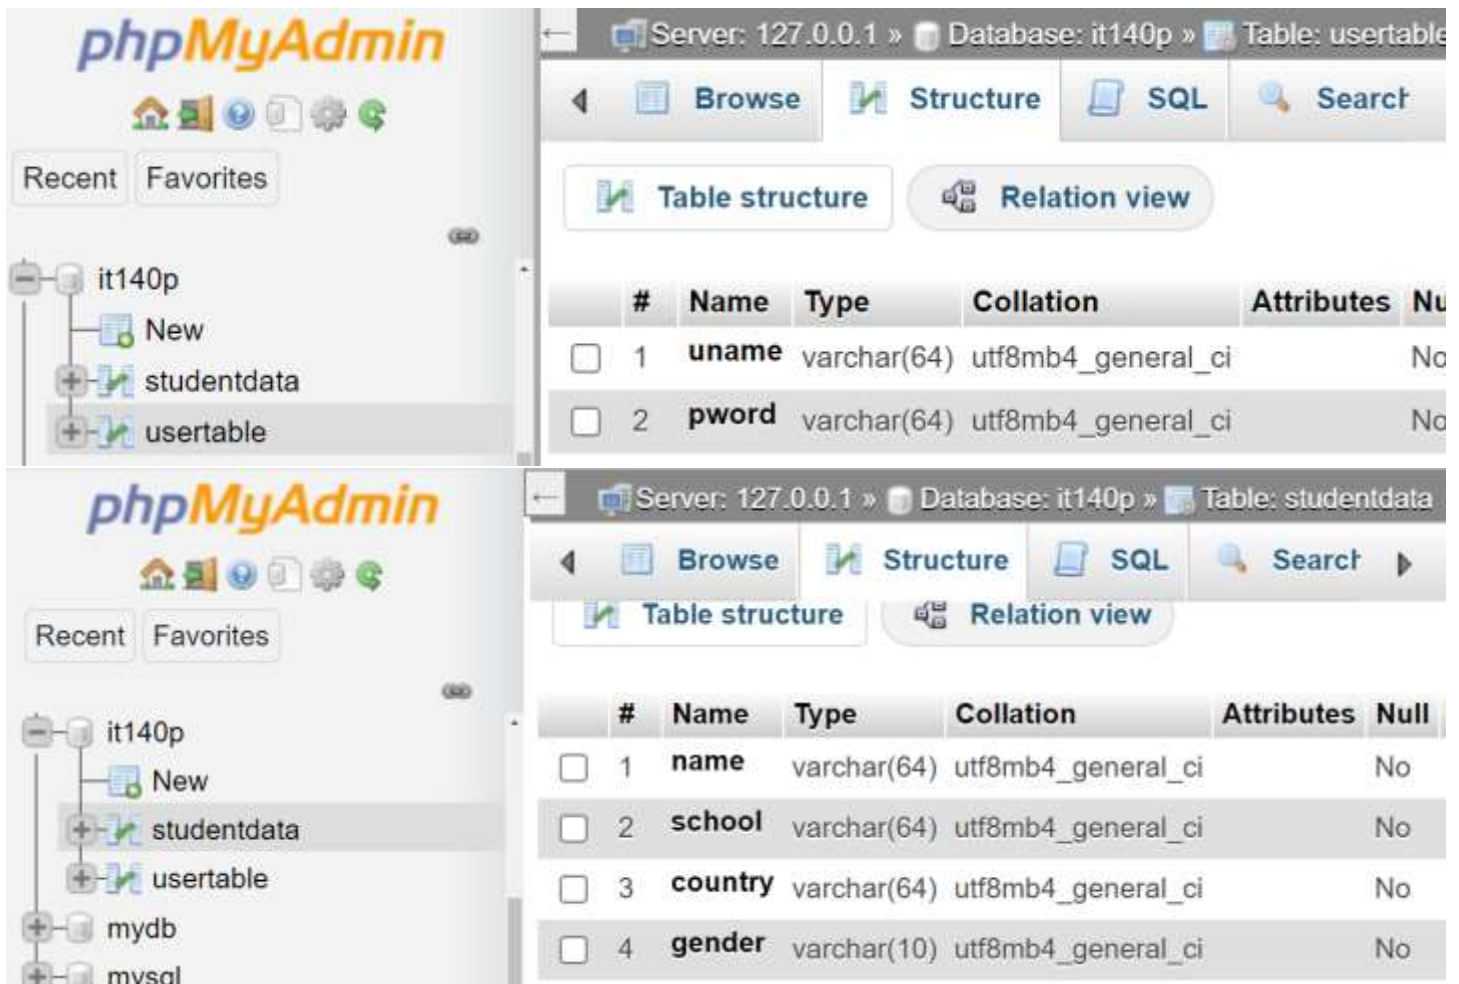 phpMyAdmin
Recent Favorites
it140p
New
studentdata
usertable
← Server: 127.0.0.1 » Database: it140p » Table: usertable
Browse Structure SQL Search
Table structure Relation view
# Name Type Collation Attributes Nu
1 uname varchar(64) utf8mb4_general_ci No
2 pword varchar(64) utf8mb4_general_ci No
phpMyAdmin
Recent Favorites
it140p
New
studentdata
usertable
mydb
mysql
← Server: 127.0.0.1 » Database: it140p » Table: studentdata
Browse Structure SQL Search
Table structure Relation view
# Name Type Collation Attributes Null
1 name varchar(64) utf8mb4_general_ci No
2 school varchar(64) utf8mb4_general_ci No
3 country varchar(64) utf8mb4_general_ci No
4 gender varchar(10) utf8mb4_general_ci No